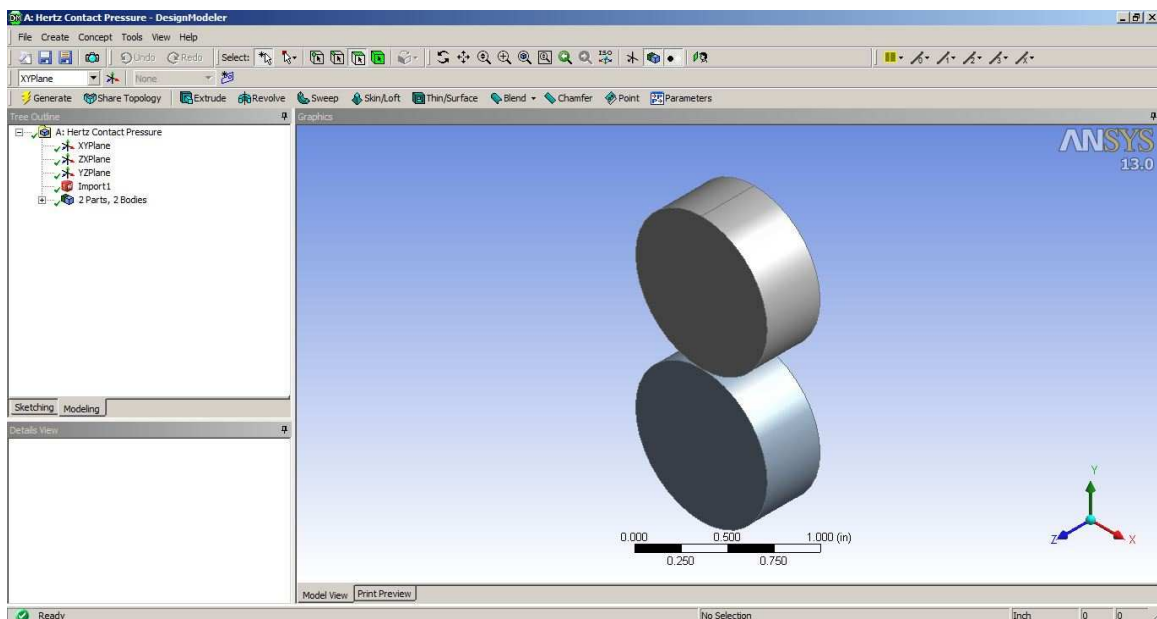 A: Hertz Contact Pressure - DesignModeler
File Create Concept Tools View Help
Undo Redo Select:
XYPlane None
Generate Share Topology Extrude Revolve Sweep Skin/Loft Thin/Surface Blend Chamfer Point Parameters
Tree Outline
Graphics
A: Hertz Contact Pressure
XYPlane
ZXPlane
YZPlane
Import1
2 Parts, 2 Bodies
ANSYS
13.0
Sketching Modeling
Details View
Y
Z X
0.000 0.500 1.000 (in)
0.250 0.750
Model View Print Preview
Ready No Selection Inch 0 0